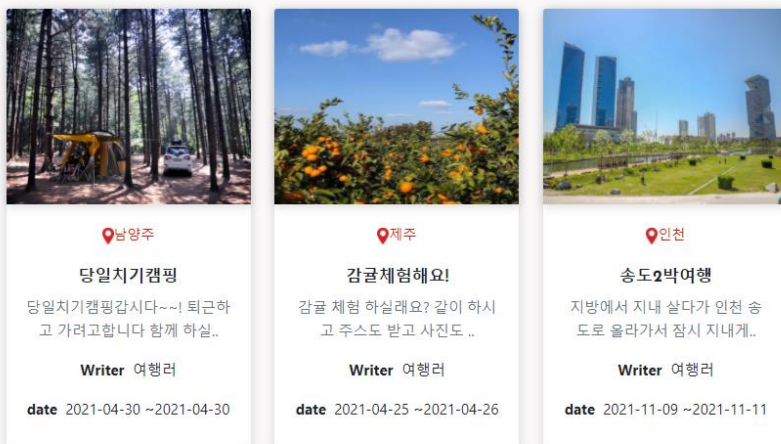 남양주
당일치기캠핑
당일치기캠핑갑시다~~! 퇴근하
고 가려고합니다 함께 하실..
Writer 여행러
date 2021-04-30 ~2021-04-30
제주
감귤체험해요!
감귤 체험 하실래요? 같이 하시
고 주스도 받고 사진도 ..
Writer 여행러
date 2021-04-25 ~2021-04-26
인천
송도2박여행
지방에서 지내 살다가 인천 송
도로 올라가서 잠시 지내게..
Writer 여행러
date 2021-11-09 ~2021-11-11